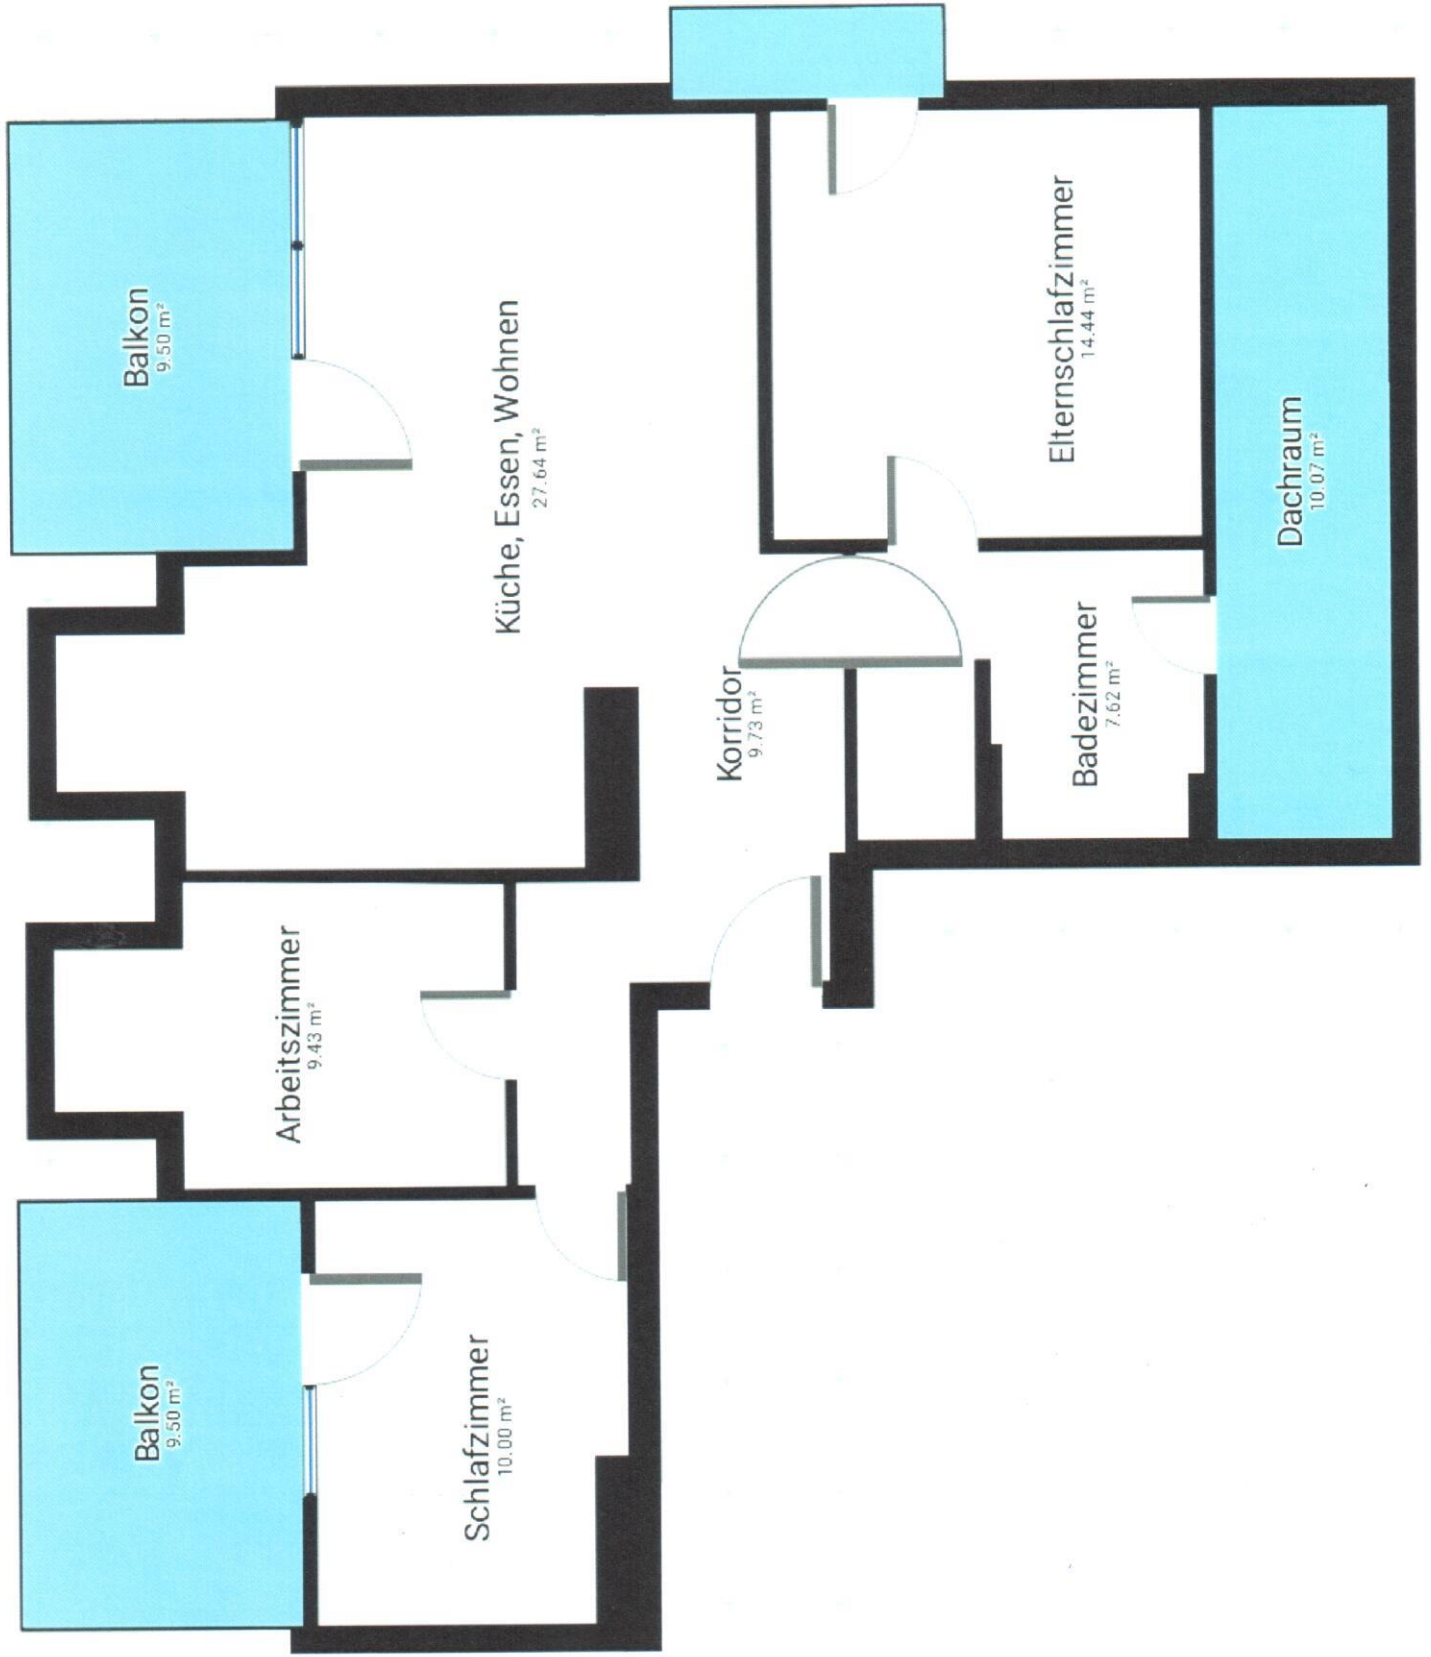 Balkon
9.50 m²
Küche, Essen, Wohnen
27.64 m²
Elternschlafzimmer
14.44 m²
Dachraum
10.07 m²
Korridor
9.73 m²
Badezimmer
7.62 m²
Arbeitszimmer
9.43 m²
Balkon
9.50 m²
Schlafzimmer
10.00 m²